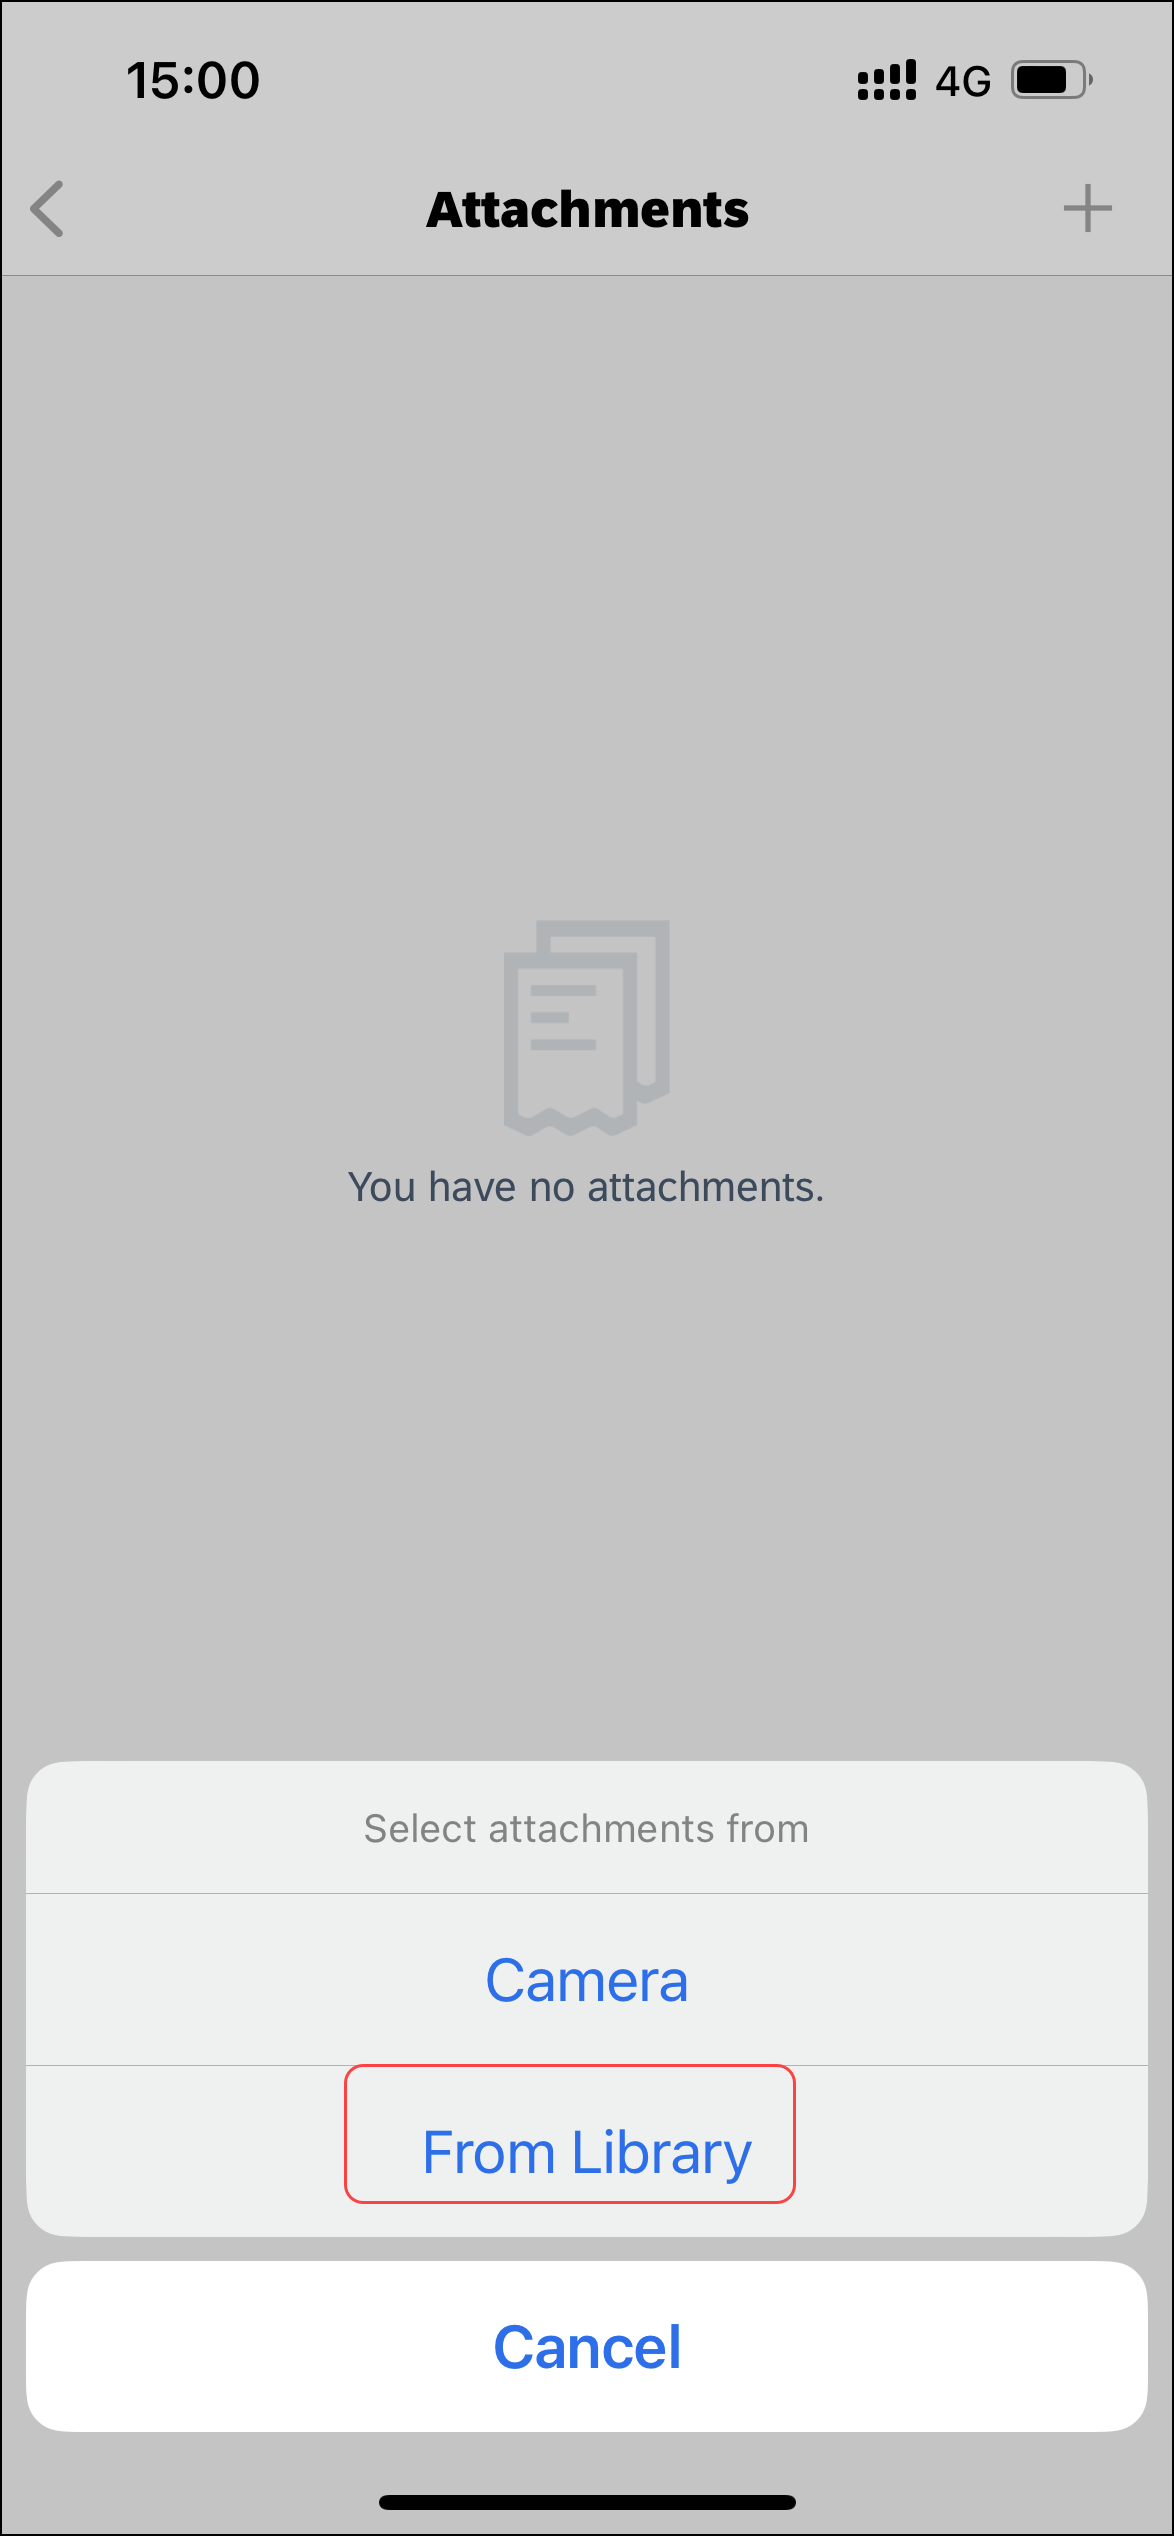 15:00
4G
Attachments
You have no attachments.
Select attachments from
Camera
From Library
Cancel